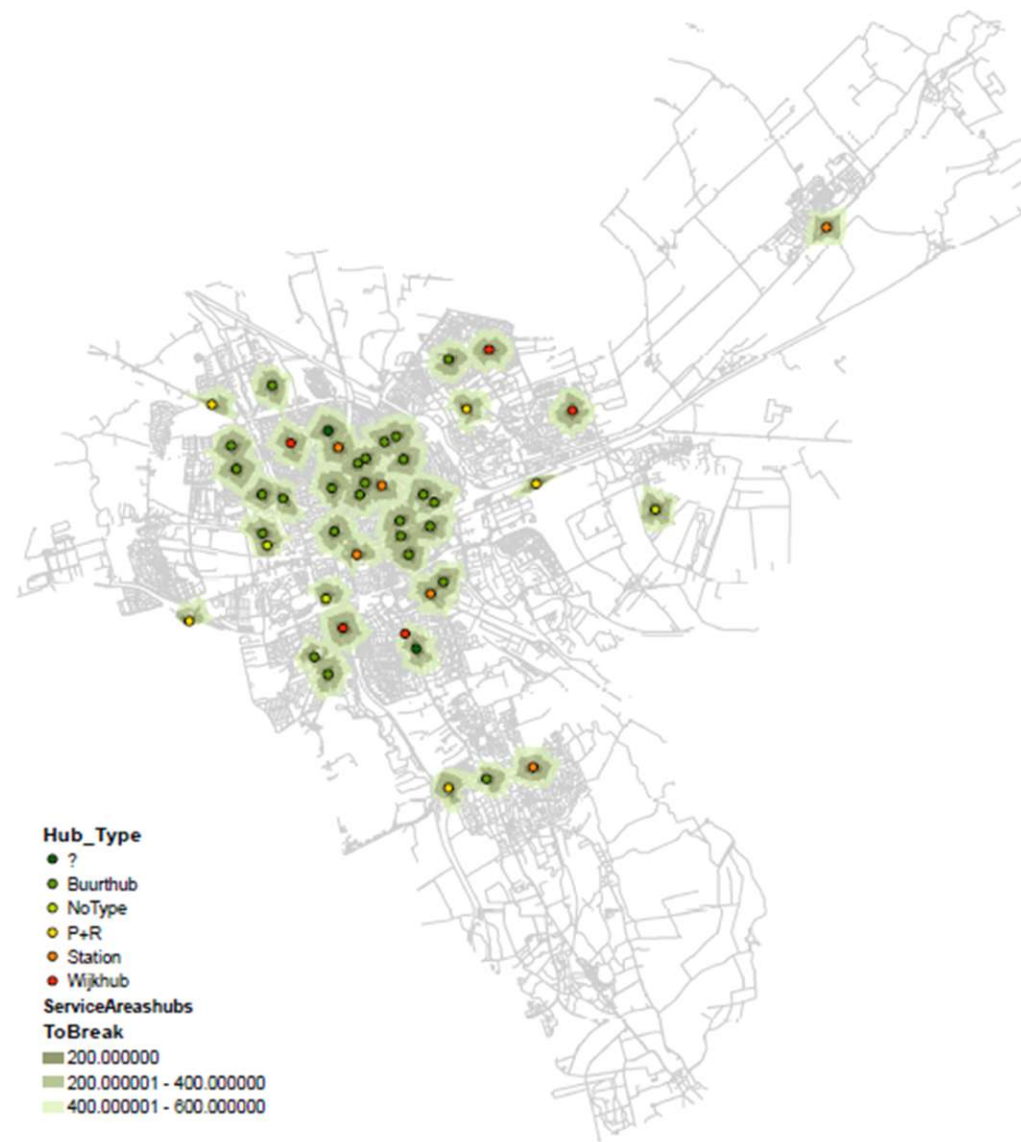 Hub_Type
?
Buurthub
NoType
P+R
Station
Wijkhub
ServiceAreashubs
ToBreak
200.000000
200.000001 - 400.000000
400.000001 - 600.000000